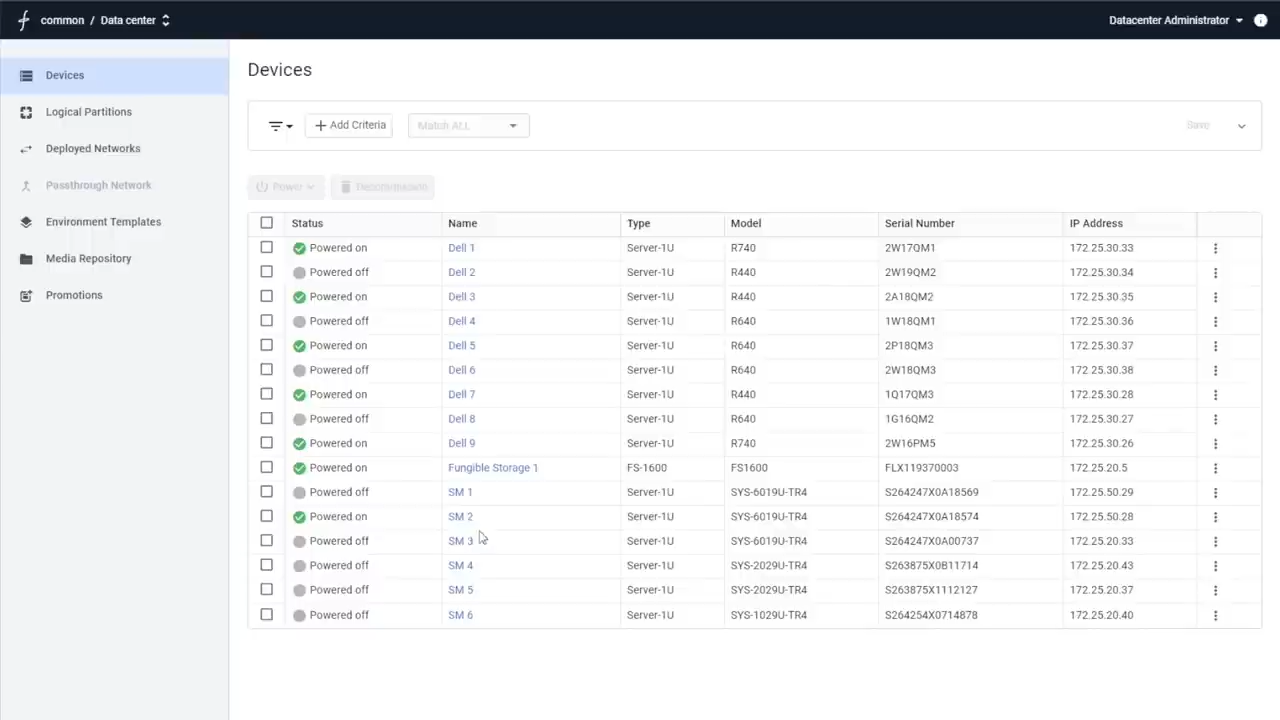 common / Data center
Datacenter Administrator
Devices
Logical Partitions
Deployed Networks
Passthrough Network
Environment Templates
Media Repository
Promotions
Devices
Add Criteria
Match ALL
Save
Power
Decommission
Status Name Type Model Serial Number IP Address
Powered on Dell 1 Server-1U R740 2W17QM1 172.25.30.33
Powered off Dell 2 Server-1U R440 2W19QM2 172.25.30.34
Powered on Dell 3 Server-1U R440 2A18QM2 172.25.30.35
Powered off Dell 4 Server-1U R640 1W18QM1 172.25.30.36
Powered on Dell 5 Server-1U R640 2P18QM3 172.25.30.37
Powered off Dell 6 Server-1U R640 2W18QM3 172.25.30.38
Powered on Dell 7 Server-1U R640 1Q17QM3 172.25.30.28
Powered off Dell 8 Server-1U R640 1G16QM2 172.25.30.27
Powered on Dell 9 Server-1U R740 2W16PM5 172.25.30.26
Powered on Fungible Storage 1 FS-1600 FS1600 FLX119370003 172.25.20.5
Powered off SM 1 Server-1U SYS-6019U-TR4 S264247X0A18569 172.25.50.29
Powered on SM 2 Server-1U SYS-6019U-TR4 S264247X0A18574 172.25.50.28
Powered off SM 3 Server-1U SYS-6019U-TR4 S264247X0A00737 172.25.20.33
Powered off SM 4 Server-1U SYS-2029U-TR4 S263875X0B11714 172.25.20.43
Powered off SM 5 Server-1U SYS-2029U-TR4 S263875X1112127 172.25.20.37
Powered off SM 6 Server-1U SYS-1029U-TR4 S264254X0714878 172.25.20.40